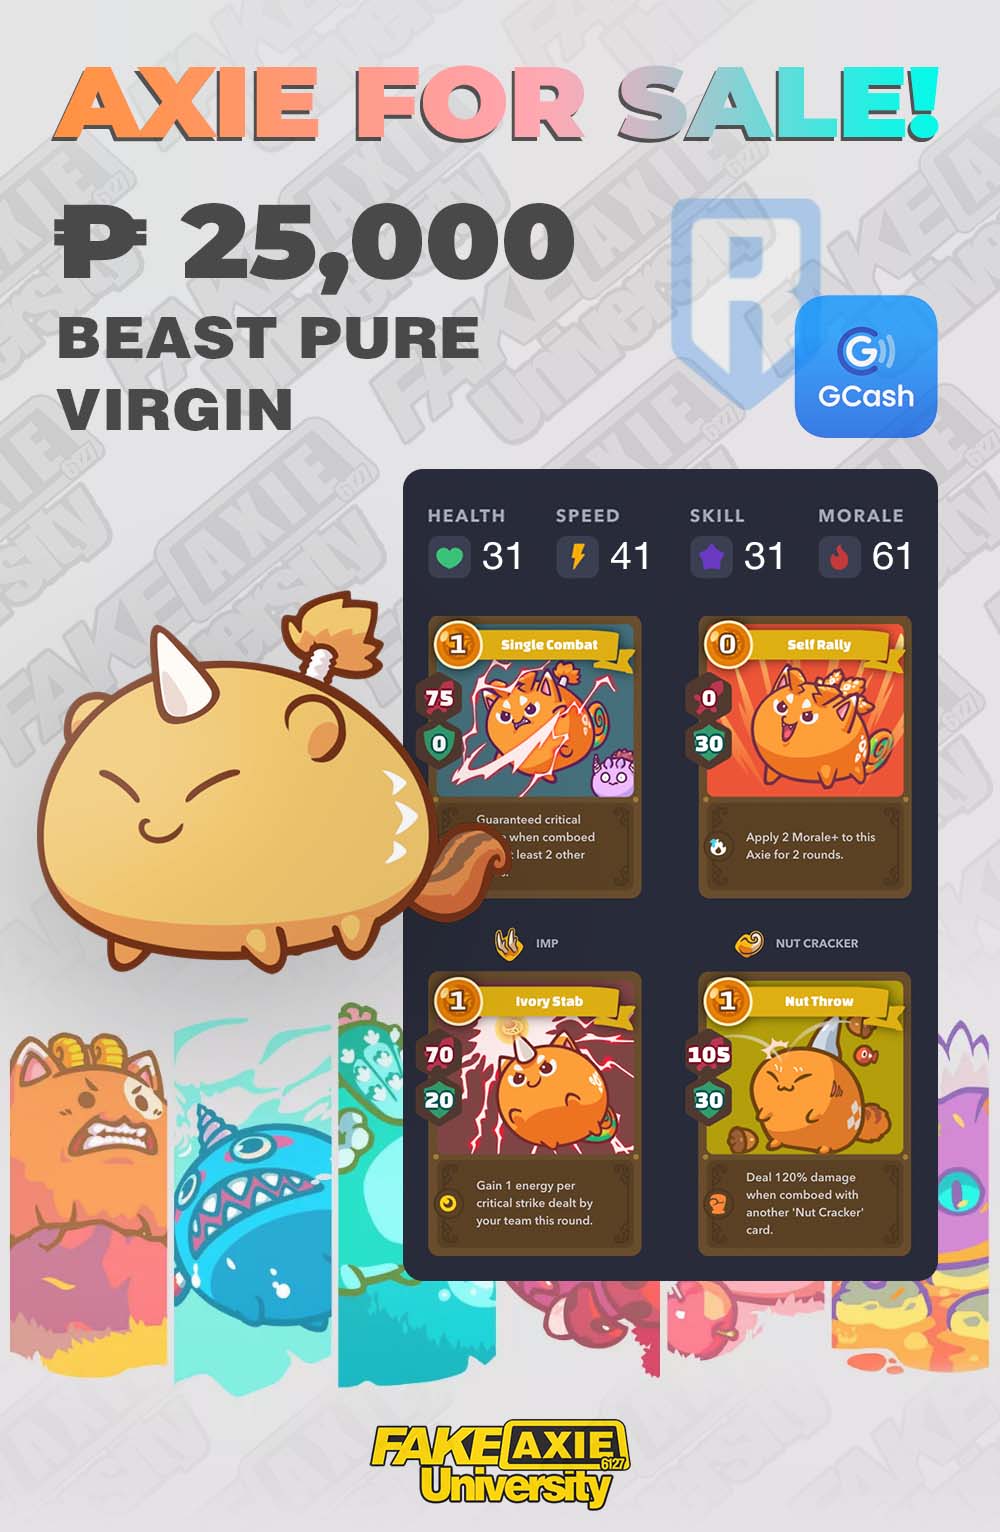 AXIE FOR SALE!
₱ 25,000
BEAST PURE
VIRGIN
GCash
HEALTH SPEED SKILL MORALE
31 41 31 61
1 Single Combat
75
0
Guaranteed critical
when comboed
least 2 other
0 Self Rally
0
30
Apply 2 Morale+ to this
Axie for 2 rounds.
IMP
NUT CRACKER
1 Ivory Stab
70
20
Gain 1 energy per
critical strike dealt by
your team this round.
1 Nut Throw
105
30
Deal 120% damage
when comboed with
another 'Nut Cracker'
card.
FAKE AXIE
6127
University